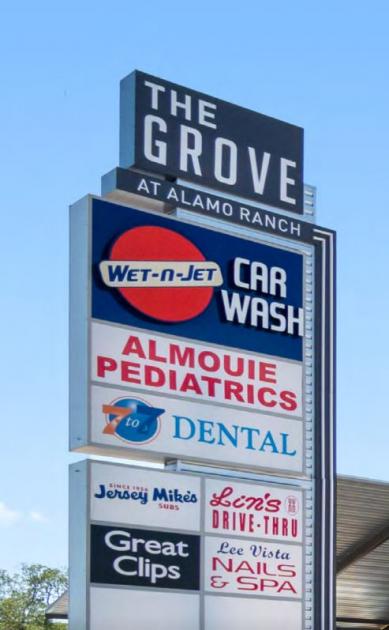 THE
GROVE
AT ALAMO RANCH
WET-N-JET
CAR
WASH
ALMOUIE
PEDIATRICS
7 to 7
DENTAL
SINCE 1956
Jersey Mike's
SUBS
Lin's
DRIVE-THRU
Great
Clips
Lee Vista
NAILS
& SPA